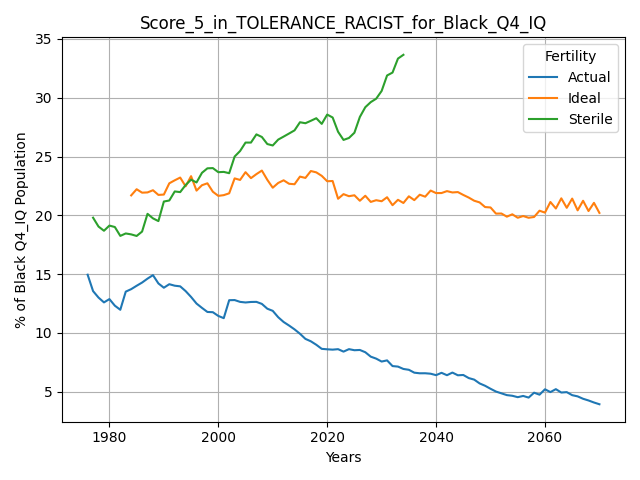 Score_5_in_TOLERANCE_RACIST_for_Black_Q4_IQ
% of Black Q4_IQ Population
35
30
25
20
15
10
5
Fertility
Actual
Ideal
Sterile
1980
2000
2020
2040
2060
Years